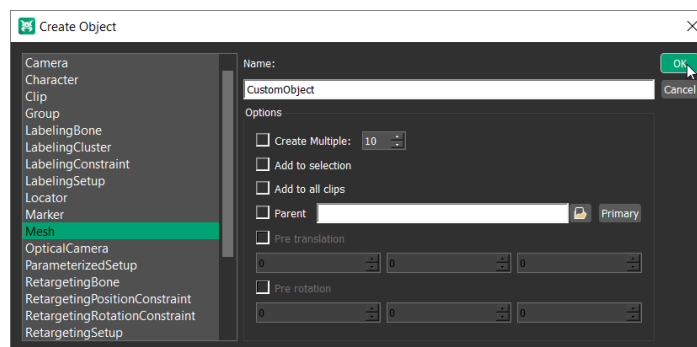 Create Object
Camera
Character
Clip
Group
LabelingBone
LabelingCluster
LabelingConstraint
LabelingSetup
Locator
Marker
Mesh
OpticalCamera
ParameterizedSetup
RetargetingBone
RetargetingPositionConstraint
RetargetingRotationConstraint
RetargetingSetup
Name:
CustomObject
OK
Cancel
Options
Create Multiple: 10
Add to selection
Add to all clips
Parent Primary
Pre translation
0 0 0
Pre rotation
0 0 0